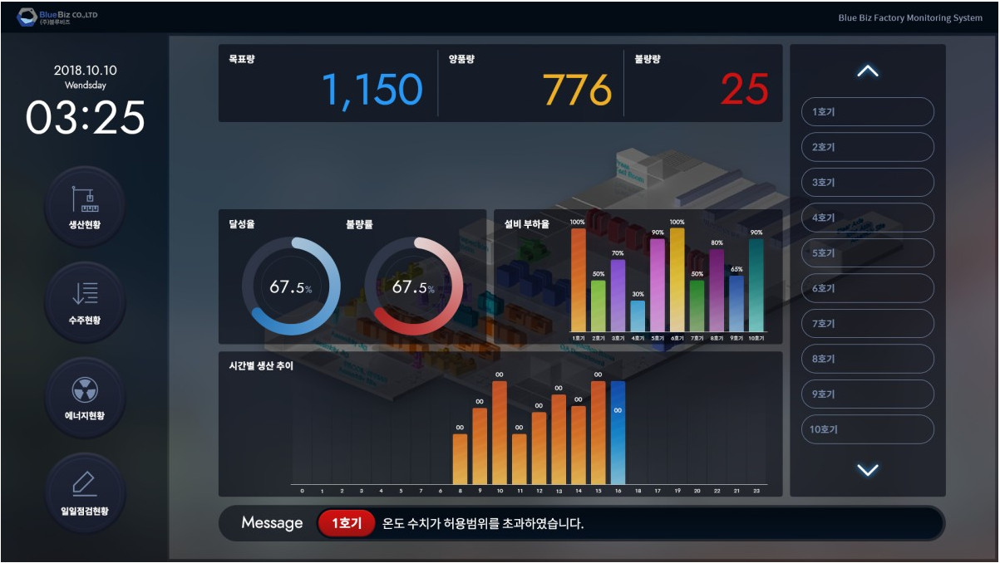 BlueBiz CO.,LTD
(주)블루비즈
Blue Biz Factory Monitoring System
2018.10.10
Wendsday
03:25
생산현황
수주현황
에너지현황
일일점검현황
목표량
1,150
양품량
776
불량량
25
달성율
67.5%
불량률
67.5%
설비 부하율
100%
50%
70%
30%
90%
100%
50%
80%
65%
90%
1호기 2호기 3호기 4호기 5호기 6호기 7호기 8호기 9호기 10호기
시간별 생산 추이
00 00 00 00 00 00 00 00 00
0 1 2 3 4 5 7 6 8 9 10 11 12 13 14 15 16 18 17 19 20 22 21 23
1호기
2호기
3호기
4호기
5호기
6호기
7호기
8호기
9호기
10호기
Message
1호기
온도 수치가 허용범위를 초과하였습니다.